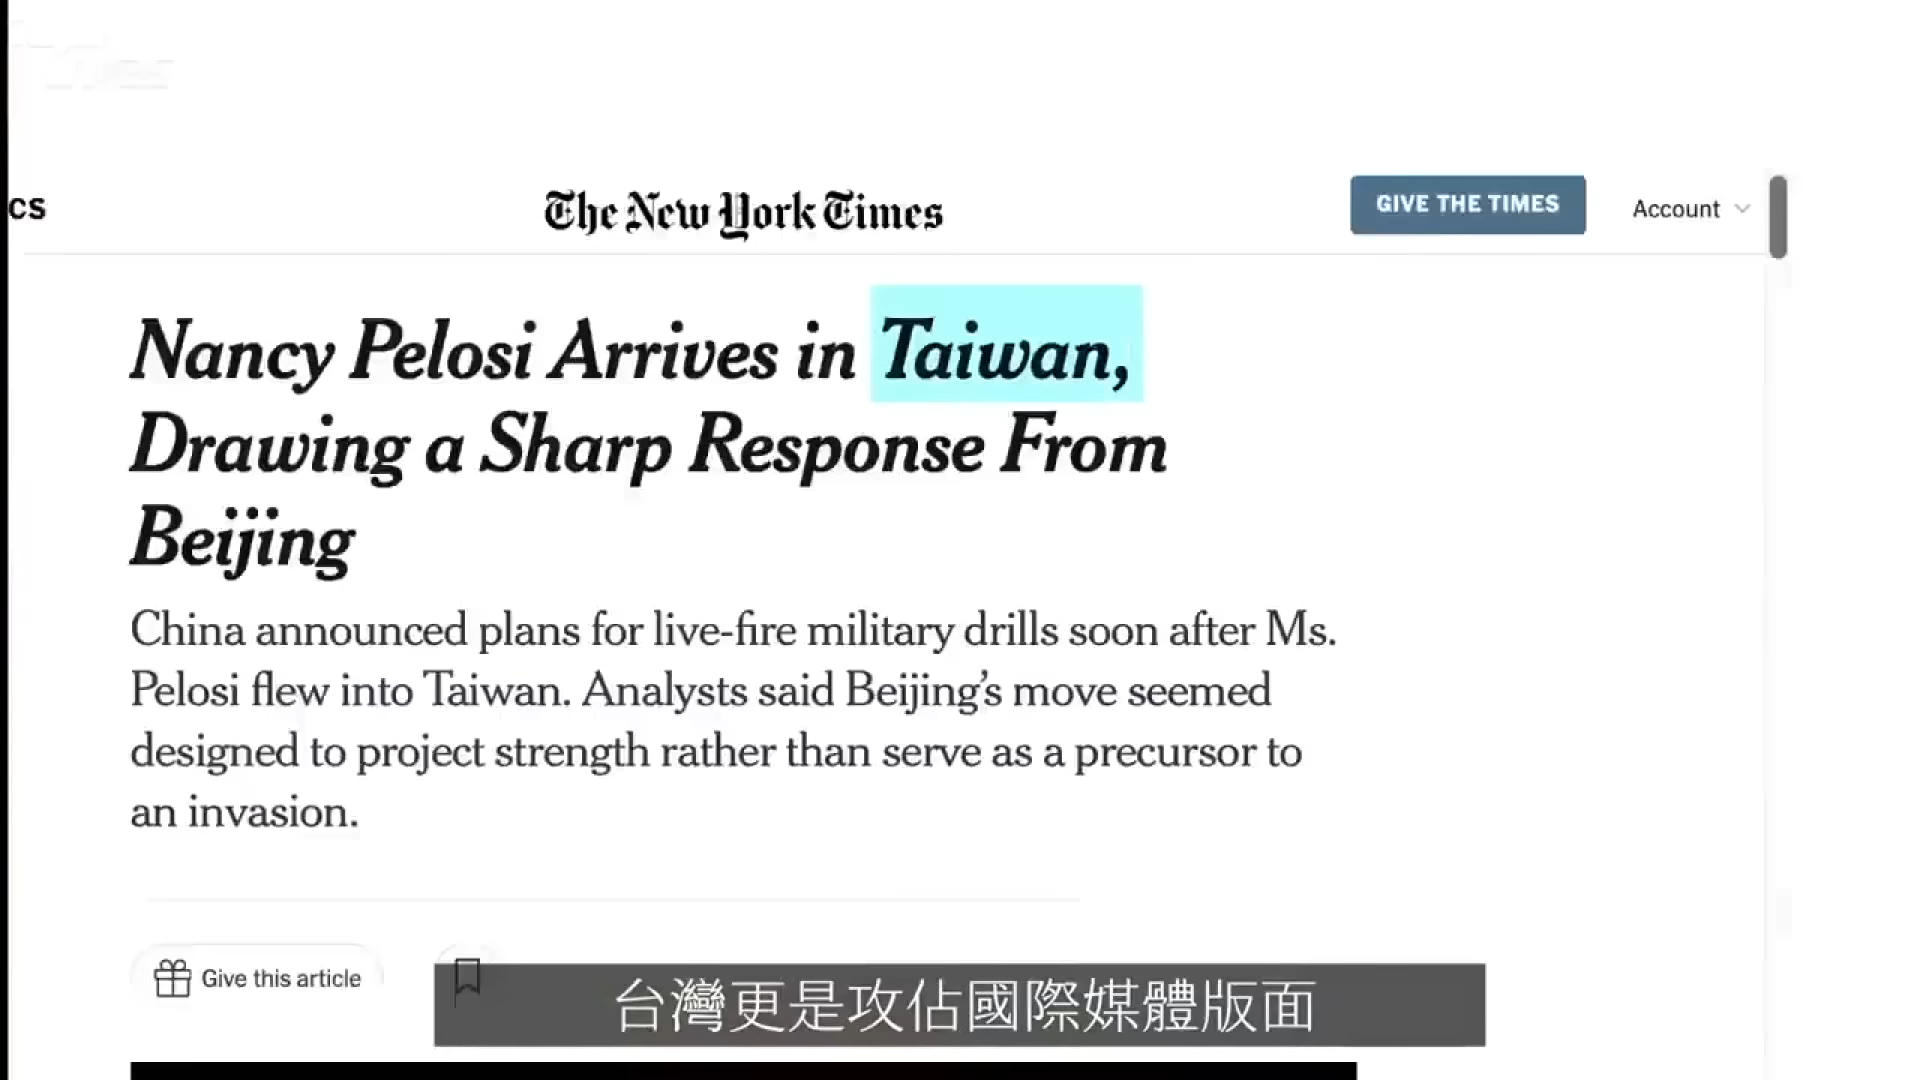 cs
The New York Times
GIVE THE TIMES
Account
Nancy Pelosi Arrives in Taiwan,
Drawing a Sharp Response From
Beijing
China announced plans for live-fire military drills soon after Ms.
Pelosi flew into Taiwan. Analysts said Beijing’s move seemed
designed to project strength rather than serve as a precursor to
an invasion.
Give this article
台灣更是攻佔國際媒體版面